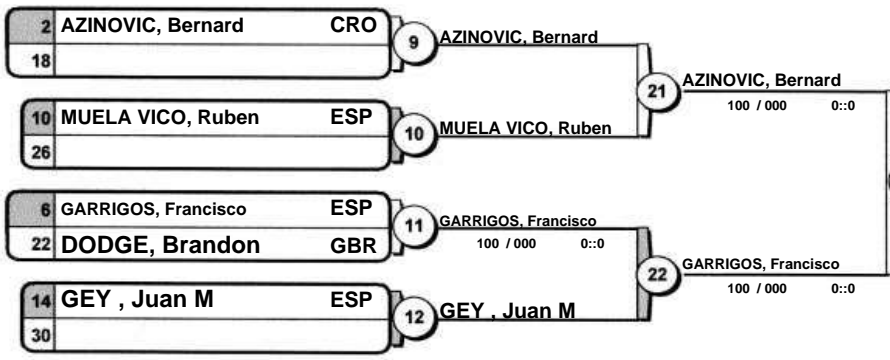 2 AZINOVIC, Bernard CRO
18
9 AZINOVIC, Bernard
10 MUELA VICO, Ruben ESP
26
10 MUELA VICO, Ruben
21 AZINOVIC, Bernard
100 / 000 0::0
6 GARRIGOS, Francisco ESP
22 DODGE, Brandon GBR
11 GARRIGOS, Francisco
100 / 000 0::0
14 GEY , Juan M ESP
30
12 GEY , Juan M
22 GARRIGOS, Francisco
100 / 000 0::0